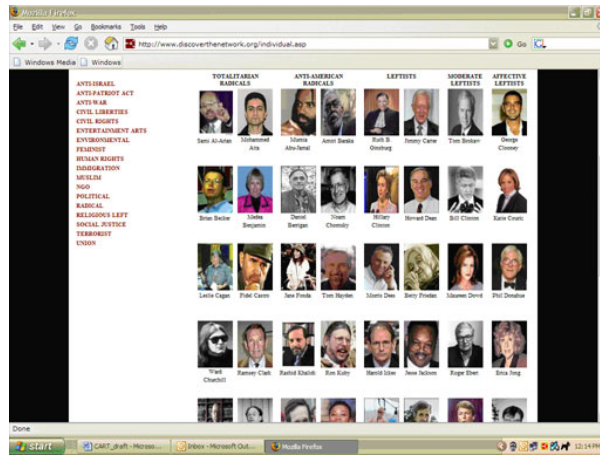 Mozilla Firefox
File Edit View Go Bookmarks Tools Help
http://www.discoverthenetwork.org/individual.asp
Go
Windows Media Windows
TOTALITARIAN RADICALS
ANTI-AMERICAN RADICALS
LEFTISTS
MODERATE LEFTISTS
AFFECTIVE LEFTISTS
ANTI-ISRAEL
ANTI-PATRIOT ACT
ANTI-WAR
CIVIL LIBERTIES
CIVIL RIGHTS
ENTERTAINMENT ARTS
ENVIRONMENTAL
FEMINIST
HUMAN RIGHTS
IMMIGRATION
MUSLIM
NGO
POLITICAL
RADICAL
RELIGIOUS LEFT
SOCIAL JUSTICE
TERRORIST
UNION
Sami Al-Arian
Mohammed Atta
Mumia Abu-Jamal
Amiri Baraka
Ruth B. Ginsburg
Jimmy Carter
Tom Brokaw
George Clooney
Brian Becker
Medea Benjamin
Daniel Berrigan
Noam Chomsky
Hillary Clinton
Howard Dean
Bill Clinton
Katie Couric
Leslie Cagan
Fidel Castro
Jane Fonda
Tom Hayden
Morris Dees
Betty Friedan
Maureen Dowd
Phil Donahue
Ward Churchill
Ramsey Clark
Rashid Khalidi
Ron Kuby
Harold Ickes
Jesse Jackson
Roger Ebert
Erica Jong
Done
start
CART_draft - Microso...
Inbox - Microsoft Out...
Mozilla Firefox
12:14 PM